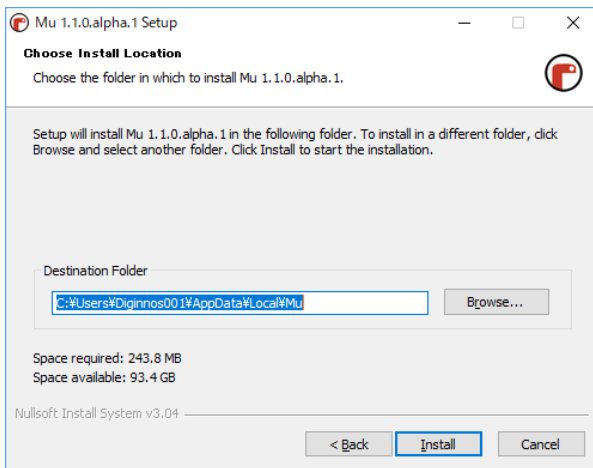 Mu 1.1.0.alpha.1 Setup
Choose Install Location
Choose the folder in which to install Mu 1.1.0.alpha.1.
Setup will install Mu 1.1.0.alpha.1 in the following folder. To install in a different folder, click
Browse and select another folder. Click Install to start the installation.
Destination Folder
C:¥Users¥Diginnos001¥AppData¥Local¥Mu
Browse...
Space required: 243.8 MB
Space available: 93.4 GB
Nullsoft Install System v3.04
< Back
Install
Cancel